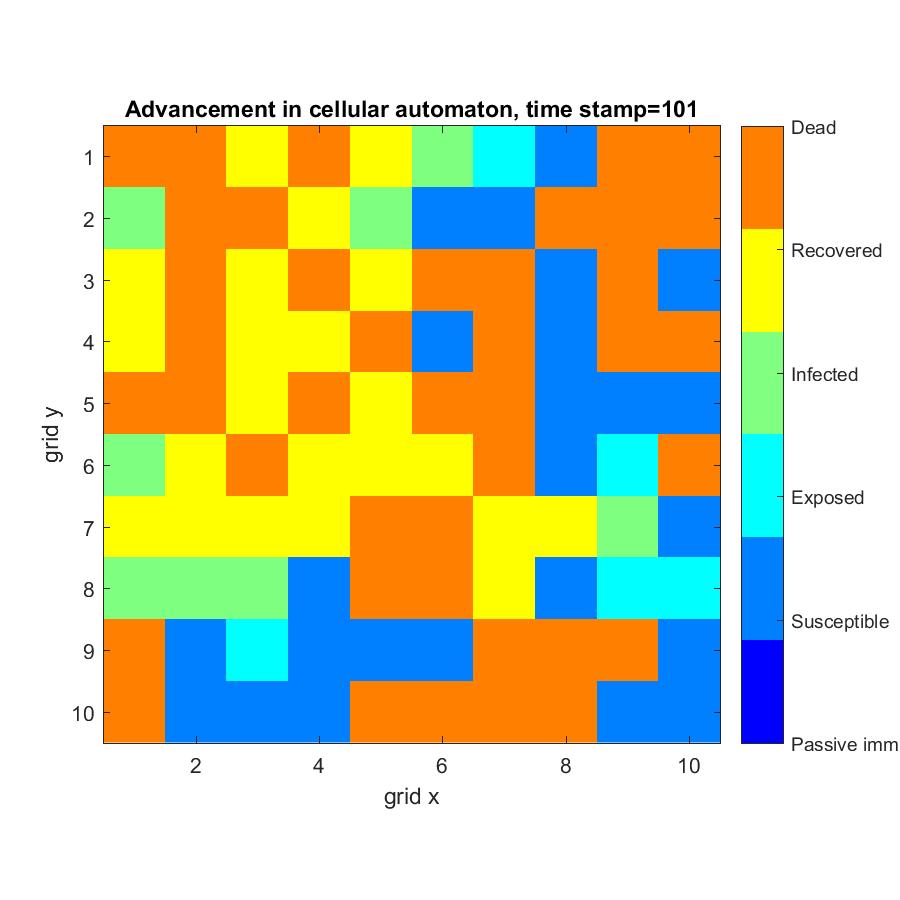 Advancement in cellular automaton, time stamp=101
1
2
3
4
5
6
7
8
9
10
grid y
2
4
6
8
10
grid x
Dead
Recovered
Infected
Exposed
Susceptible
Passive imm